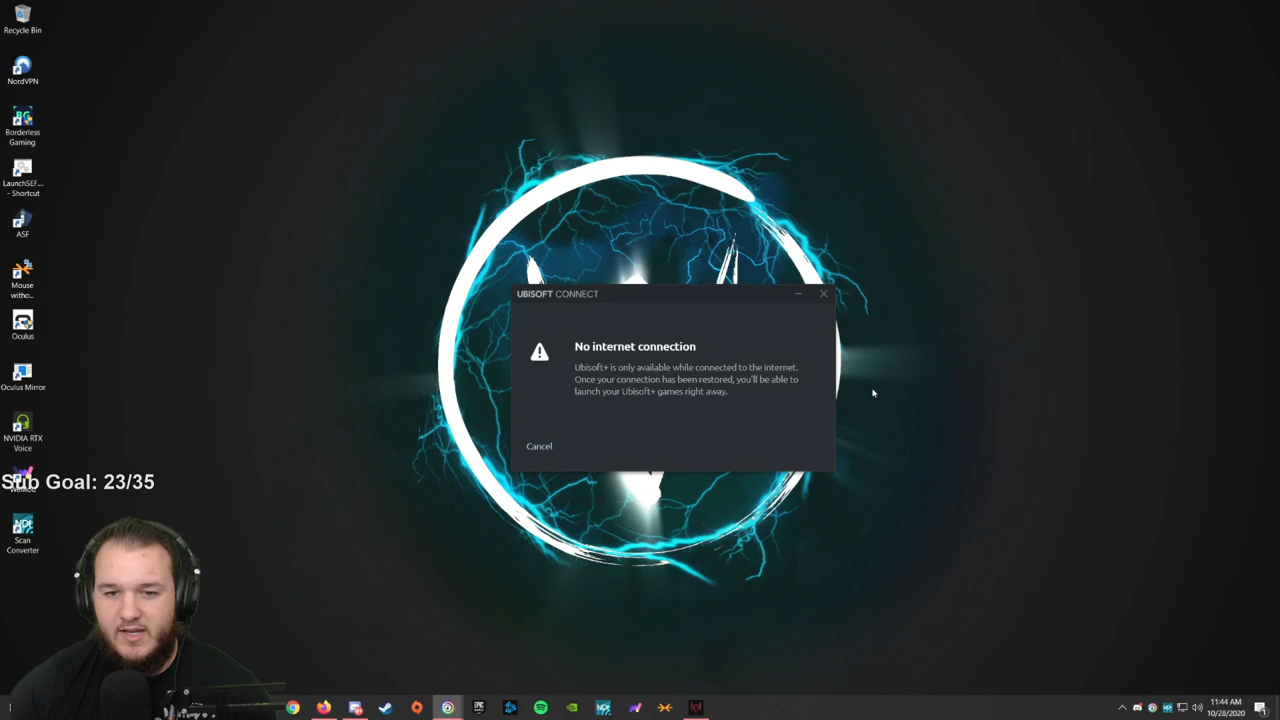 Recycle Bin
NordVPN
Borderless
Gaming
LaunchSEF...
- Shortcut
ASF
Mouse
witho...
Oculus
Oculus Mirror
NVIDIA RTX
Voice
Sub Goal: 23/35
Scan
Converter
UBISOFT CONNECT
No internet connection
Ubisoft+ is only available while connected to the internet.
Once your connection has been restored, you'll be able to
launch your Ubisoft+ games right away.
Cancel
EPIC
GAMES
11:44 AM
10/28/2020